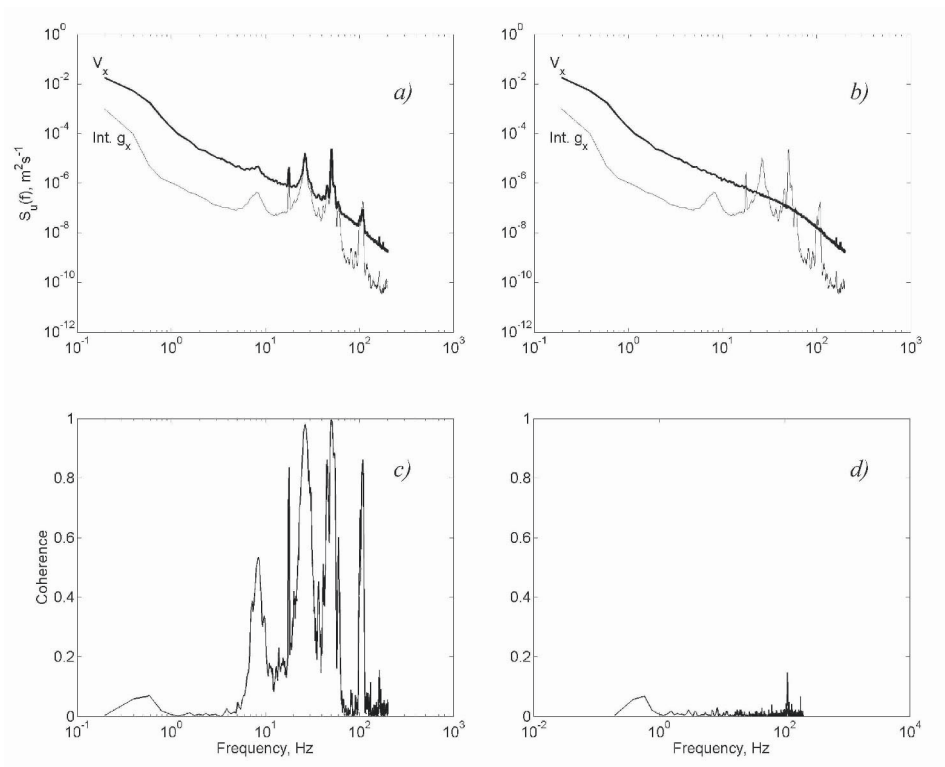 10^0
10^-2
10^-4
10^-6
10^-8
10^-10
10^-12
S_u(f), m^2s^-1
V_x
Int. g_x
a)
10^-1 10^0 10^1 10^2 10^3
10^0
10^-2
10^-4
10^-6
10^-8
10^-10
10^-12
V_x
Int. g_x
b)
10^-1 10^0 10^1 10^2 10^3
1
0.8
0.6
0.4
0.2
0
Coherence
c)
10^-1 10^0 10^1 10^2 10^3
Frequency, Hz
1
0.8
0.6
0.4
0.2
0
d)
10^-2 10^0 10^2 10^4
Frequency, Hz